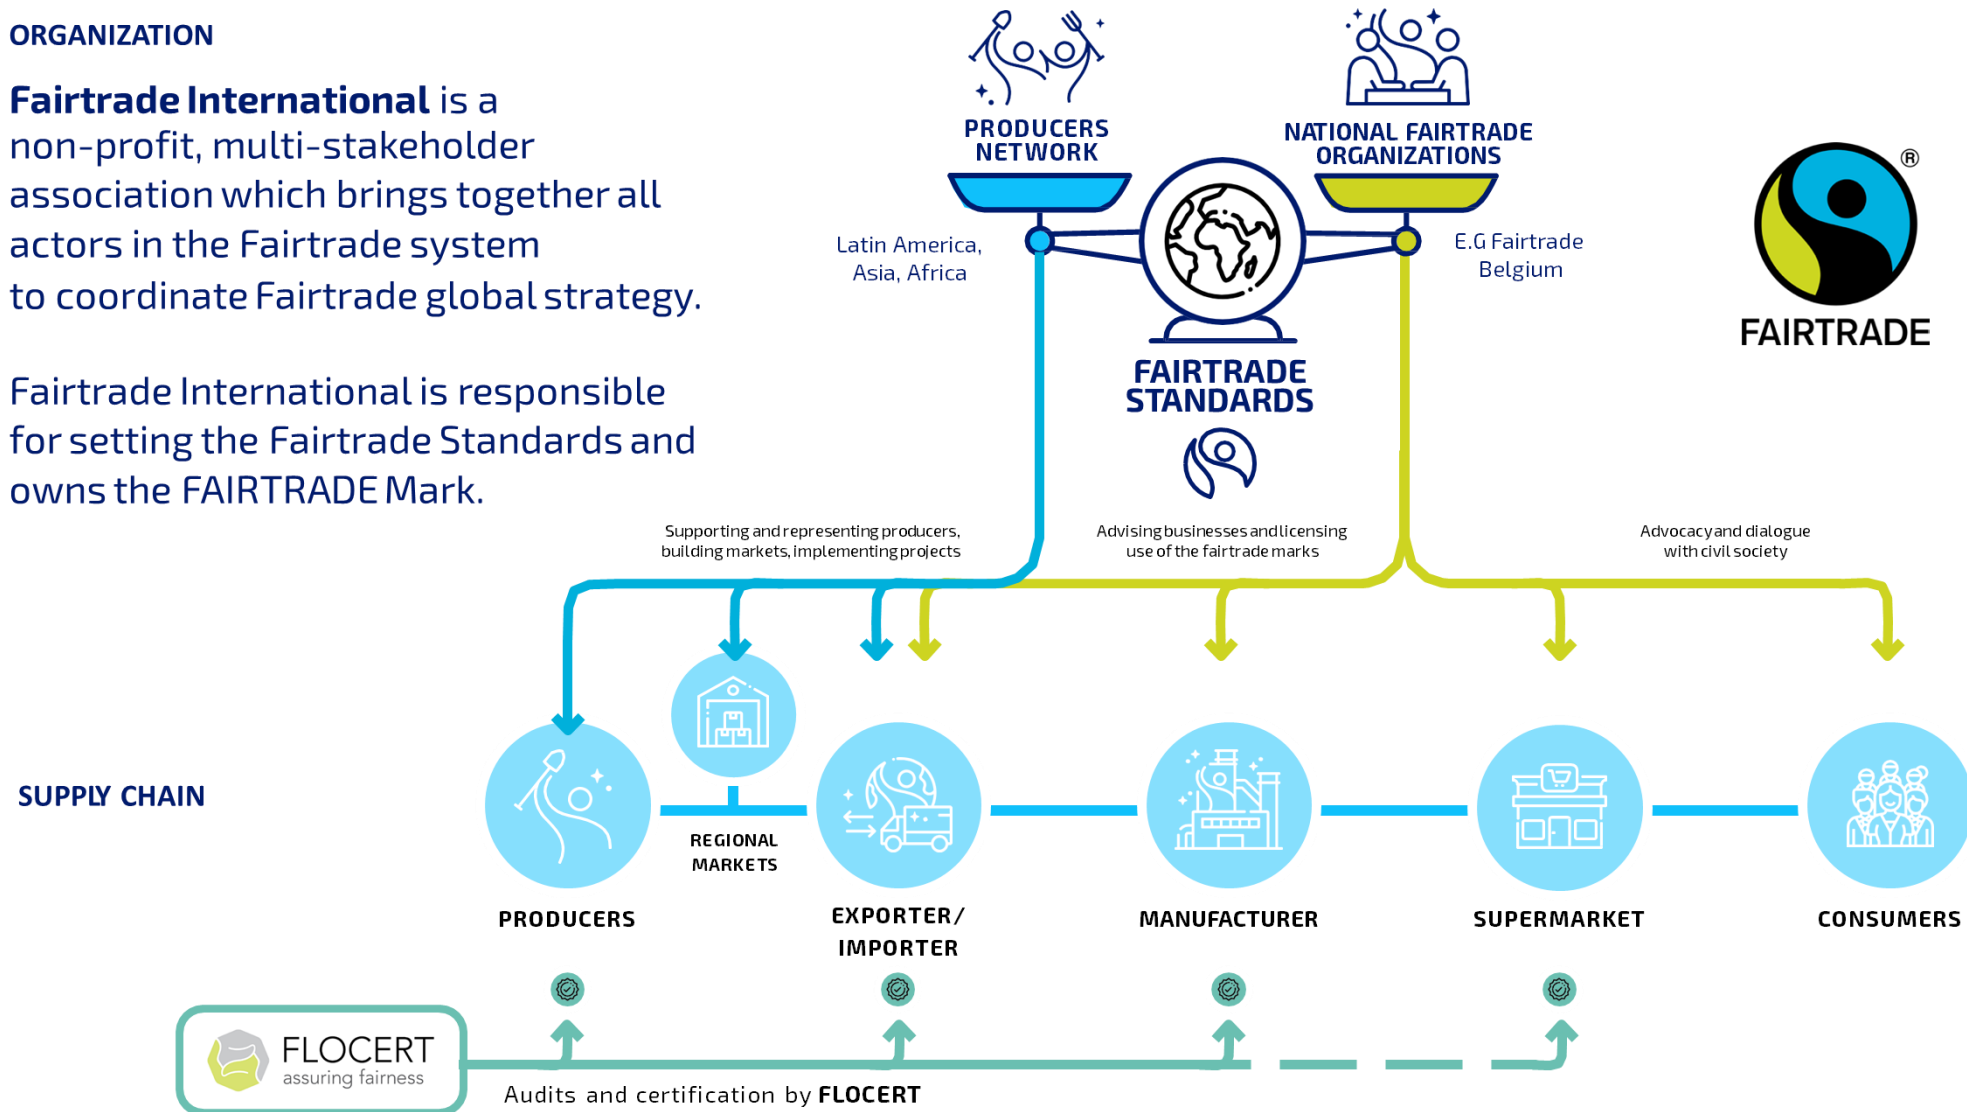 ORGANIZATION
Fairtrade International is a
non-profit, multi-stakeholder
association which brings together all
actors in the Fairtrade system
to coordinate Fairtrade global strategy.
Fairtrade International is responsible
for setting the Fairtrade Standards and
owns the FAIRTRADE Mark.
PRODUCERS
NETWORK
NATIONAL FAIRTRADE
ORGANIZATIONS
Latin America,
Asia, Africa
E.G Fairtrade
Belgium
FAIRTRADE
STANDARDS
®
FAIRTRADE
Supporting and representing producers,
building markets, implementing projects
Advising businesses and licensing
use of the fairtrade marks
Advocacy and dialogue
with civil society
SUPPLY CHAIN
REGIONAL
MARKETS
PRODUCERS
EXPORTER/
IMPORTER
MANUFACTURER
SUPERMARKET
CONSUMERS
FLOCERT
assuring fairness
Audits and certification by FLOCERT